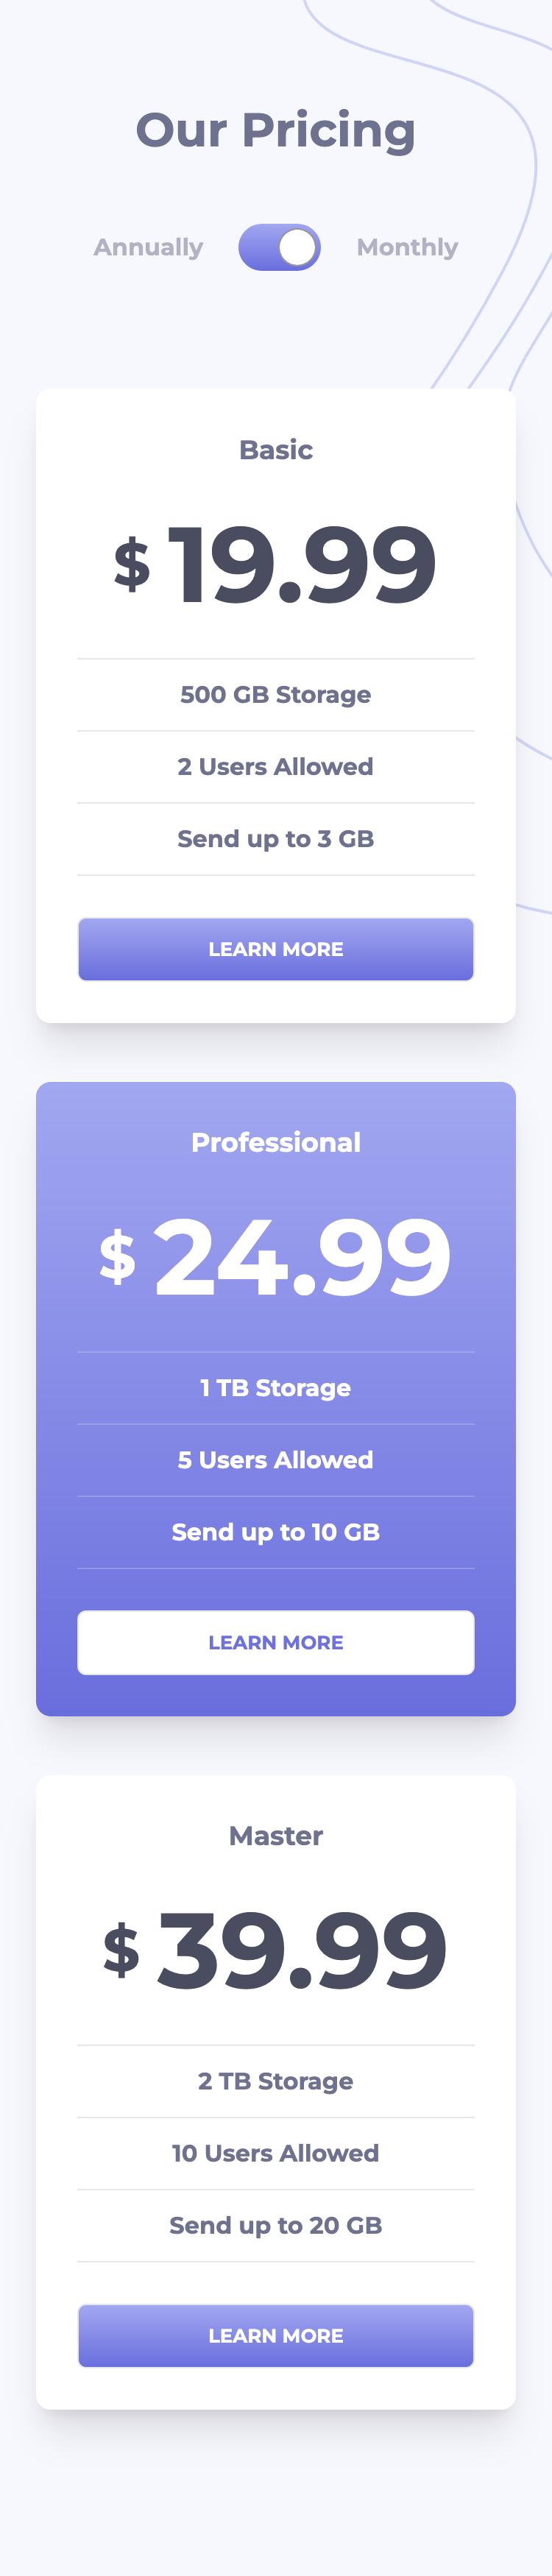 Our Pricing
Annually Monthly
Basic
$ 19.99
500 GB Storage
2 Users Allowed
Send up to 3 GB
LEARN MORE
Professional
$ 24.99
1 TB Storage
5 Users Allowed
Send up to 10 GB
LEARN MORE
Master
$ 39.99
2 TB Storage
10 Users Allowed
Send up to 20 GB
LEARN MORE